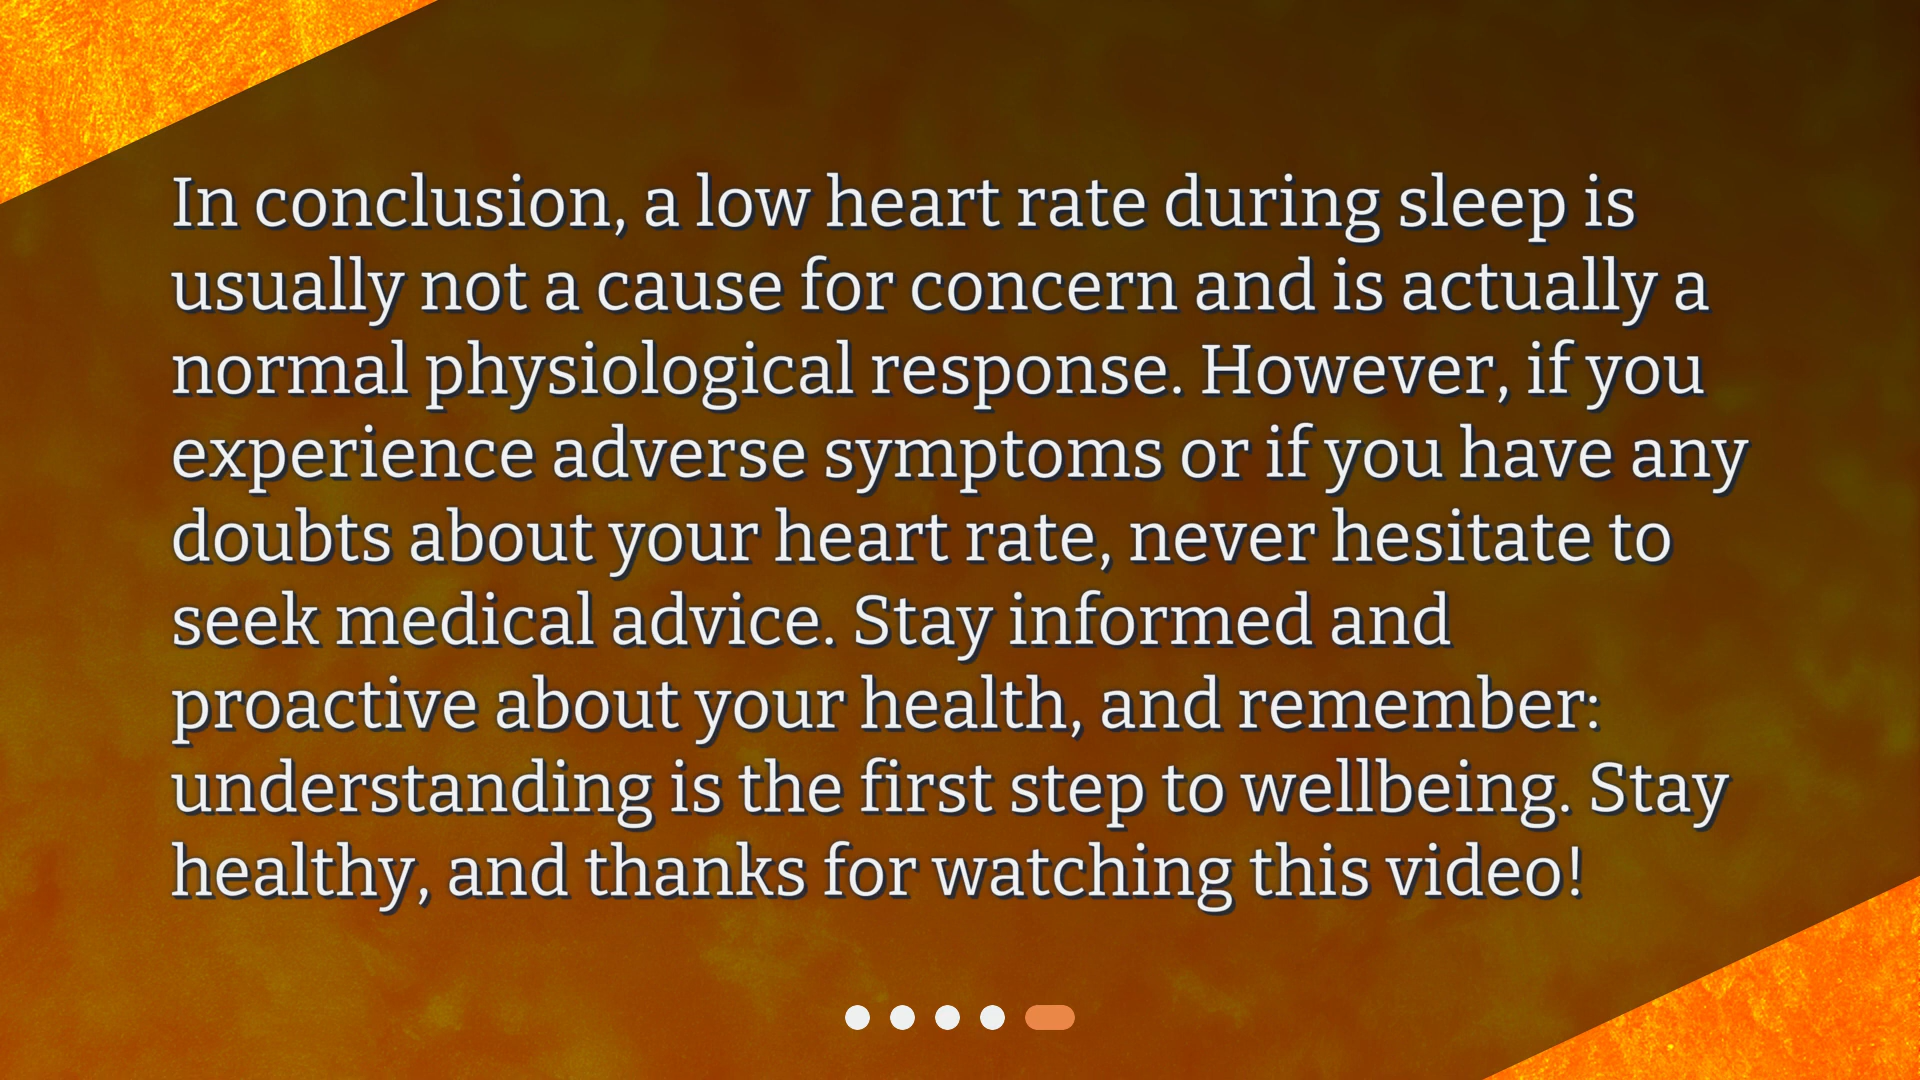 In conclusion, a low heart rate during sleep is
usually not a cause for concern and is actually a
normal physiological response. However, if you
experience adverse symptoms or if you have any
doubts about your heart rate, never hesitate to
seek medical advice. Stay informed and
proactive about your health, and remember:
understanding is the first step to wellbeing. Stay
healthy, and thanks for watching this video!